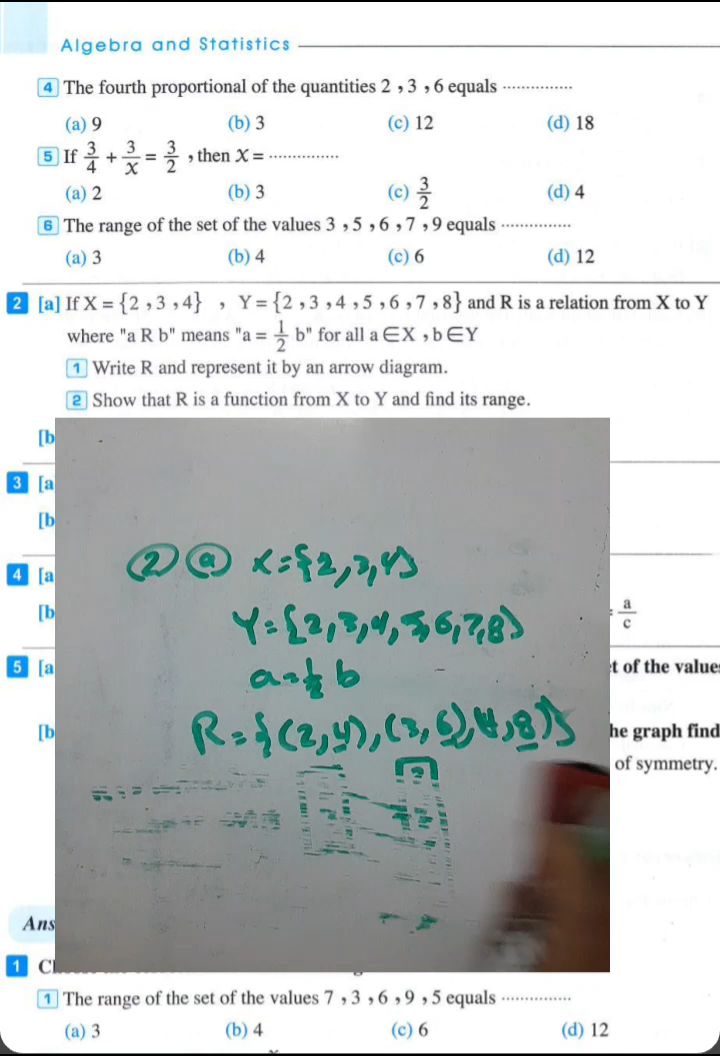 Algebra and Statistics
4 The fourth proportional of the quantities 2 , 3 , 6 equals ...............
(a) 9 (b) 3 (c) 12 (d) 18
5 If 3/4 + 3/x = 3/2 , then X = ...............
(a) 2 (b) 3 (c) 3/2 (d) 4
6 The range of the set of the values 3 , 5 , 6 , 7 , 9 equals ...............
(a) 3 (b) 4 (c) 6 (d) 12
2 [a] If X = {2 , 3 , 4} , Y = {2 , 3 , 4 , 5 , 6 , 7 , 8} and R is a relation from X to Y
where "a R b" means "a = 1/2 b" for all a ∈ X , b ∈ Y
1 Write R and represent it by an arrow diagram.
2 Show that R is a function from X to Y and find its range.
[b
3 [a
[b
2 a X = {2,3,4}
4 [a
[b
= a/c
Y = {2,3,4,5,6,7,8}
5 [a
t of the value
a = 1/2 b
[b
R = {(2,4),(3,6),(4,8)}
he graph find
of symmetry.
Ans
1
1 The range of the set of the values 7 , 3 , 6 , 9 , 5 equals ...............
(a) 3 (b) 4 (c) 6 (d) 12